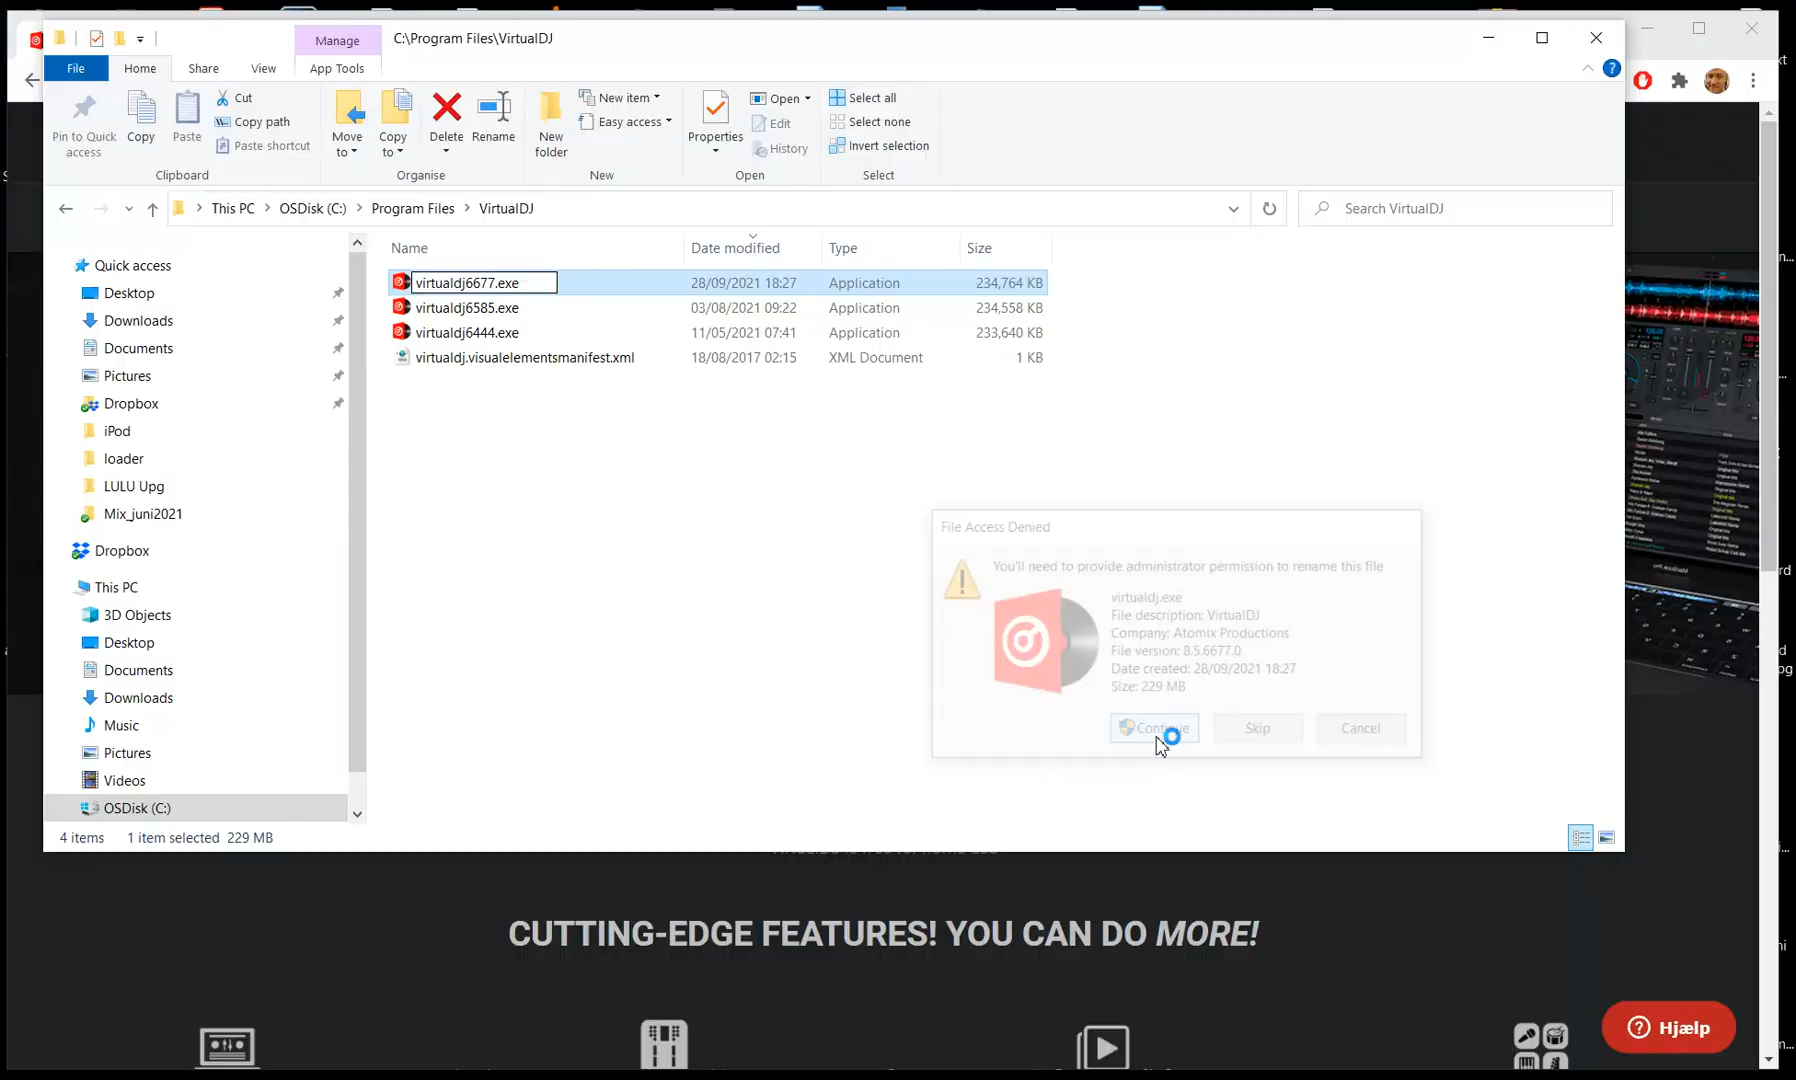 Manage
C:\Program Files\VirtualDJ
File
Home
Share
View
App Tools
Pin to Quick access
Copy
Paste
Cut
Copy path
Paste shortcut
Clipboard
Move to
Copy to
Delete
Rename
Organise
New folder
New item
Easy access
New
Properties
Open
Edit
History
Open
Select all
Select none
Invert selection
Select
This PC > OSDisk (C:) > Program Files > VirtualDJ
Search VirtualDJ
Name Date modified Type Size
virtualdj6677.exe 28/09/2021 18:27 Application 234,764 KB
virtualdj6585.exe 03/08/2021 09:22 Application 234,558 KB
virtualdj6444.exe 11/05/2021 07:41 Application 233,640 KB
virtualdj.visualelementsmanifest.xml 18/08/2017 02:15 XML Document 1 KB
Quick access
Desktop
Downloads
Documents
Pictures
Dropbox
iPod
loader
LULU Upg
Mix_juni2021
Dropbox
This PC
3D Objects
Desktop
Documents
Downloads
Music
Pictures
Videos
OSDisk (C:)
File Access Denied
You'll need to provide administrator permission to rename this file
virtualdj.exe
File description: VirtualDJ
Company: Atomix Productions
File version: 8.5.6677.0
Date created: 28/09/2021 18:27
Size: 229 MB
Continue
Skip
Cancel
4 items 1 item selected 229 MB
CUTTING-EDGE FEATURES! YOU CAN DO MORE!
Hjælp